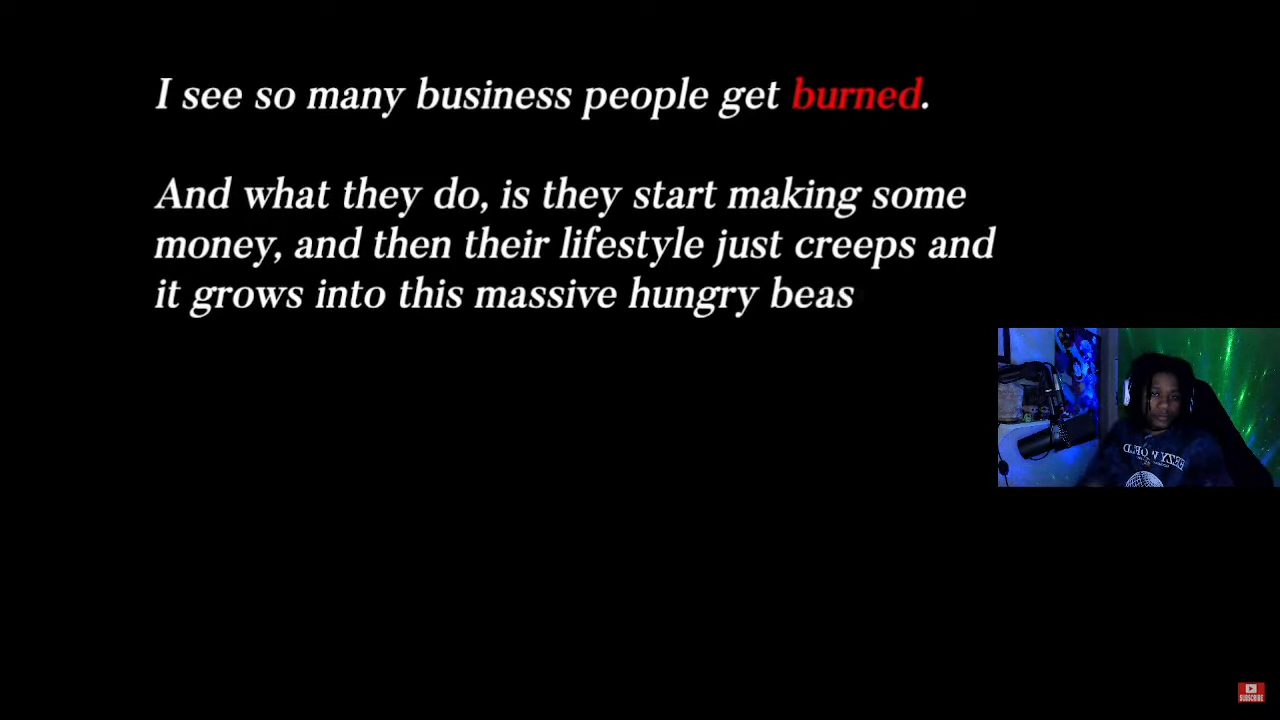 I see so many business people get burned.
And what they do, is they start making some
money, and then their lifestyle just creeps and
it grows into this massive hungry beas
SUBSCRIBE